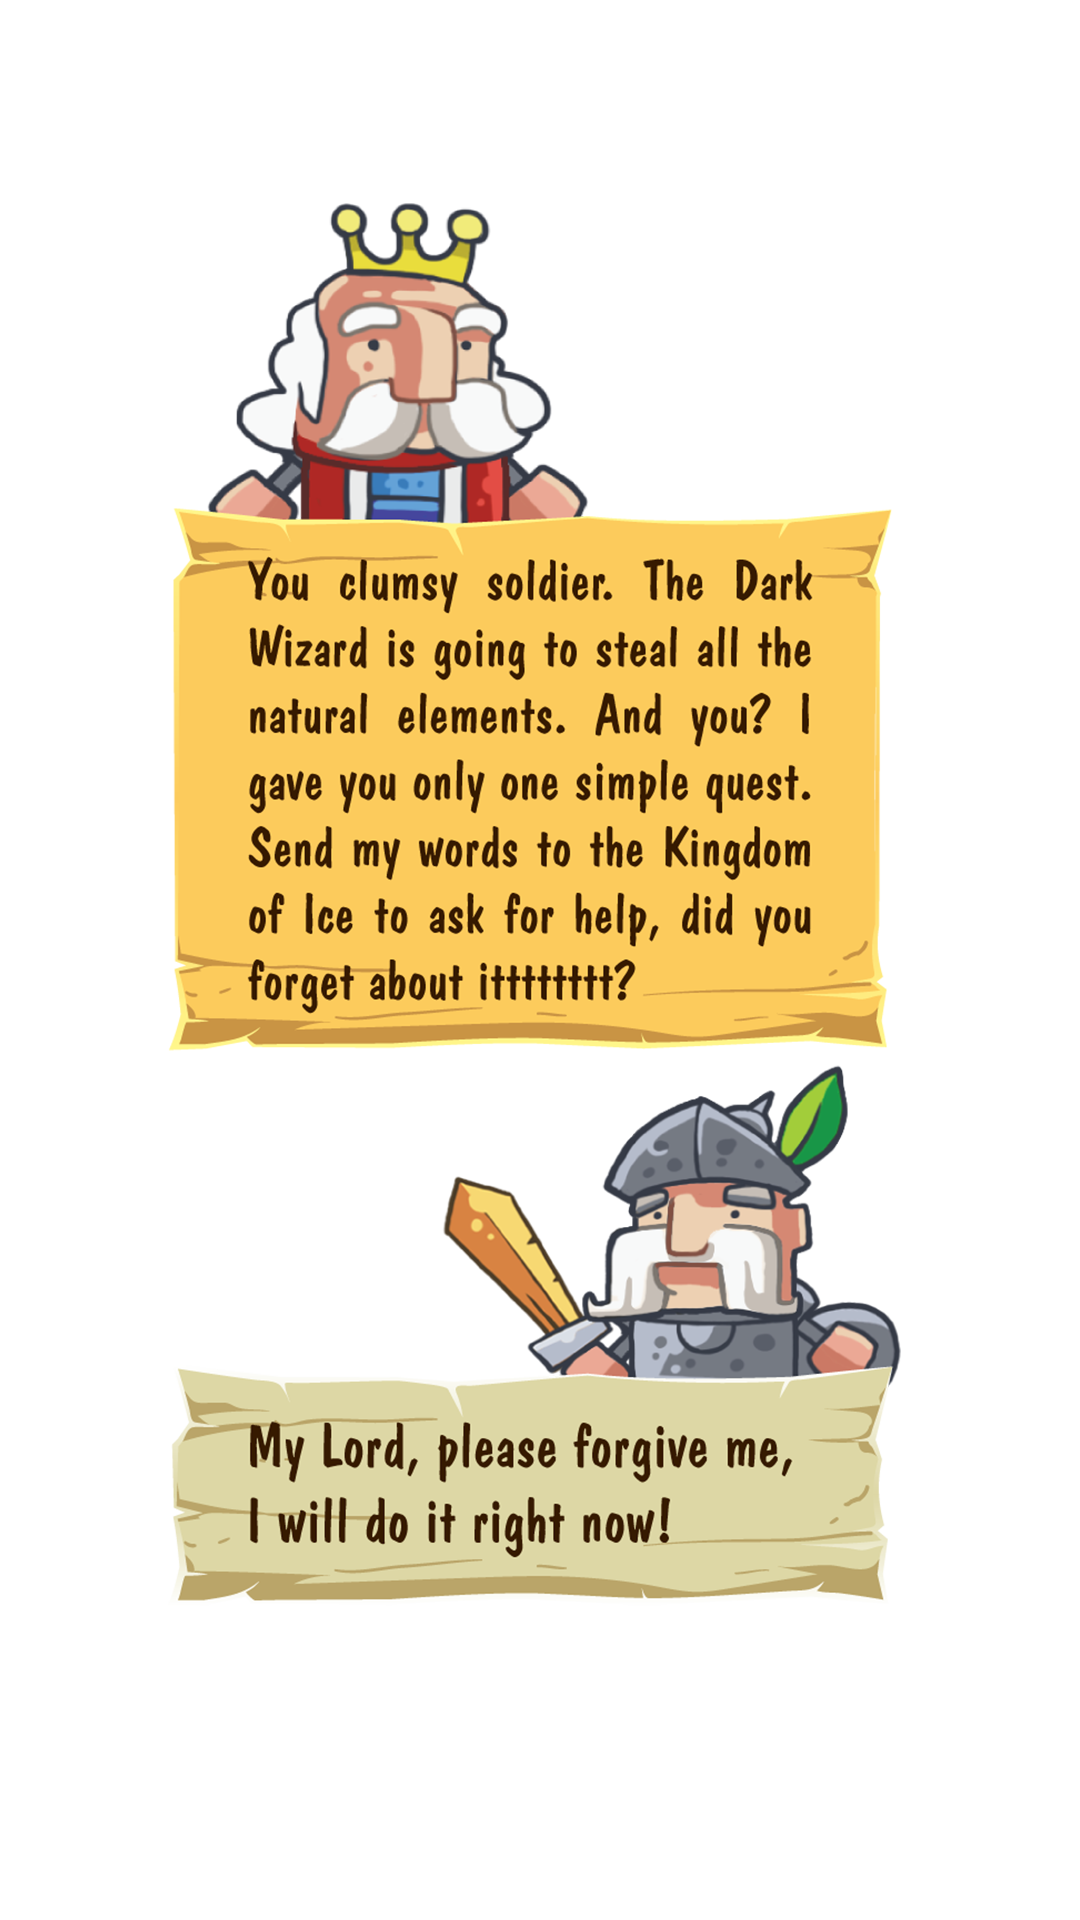 You clumsy soldier. The Dark
Wizard is going to steal all the
natural elements. And you? I
gave you only one simple quest.
Send my words to the Kingdom
of Ice to ask for help, did you
forget about itttttttt?
My Lord, please forgive me,
I will do it right now!